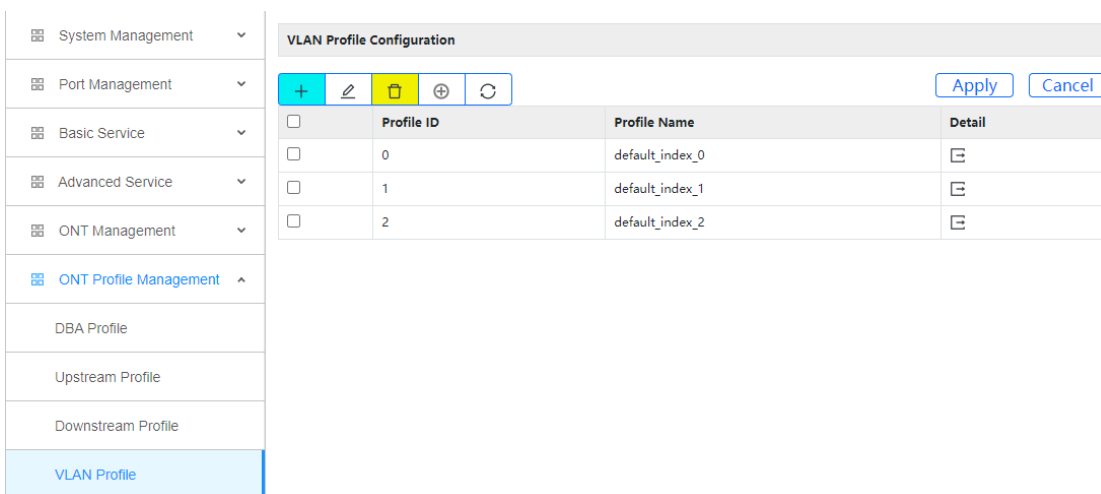 System Management
Port Management
Basic Service
Advanced Service
ONT Management
ONT Profile Management
DBA Profile
Upstream Profile
Downstream Profile
VLAN Profile
VLAN Profile Configuration
Apply Cancel
Profile ID Profile Name Detail
0 default_index_0
1 default_index_1
2 default_index_2